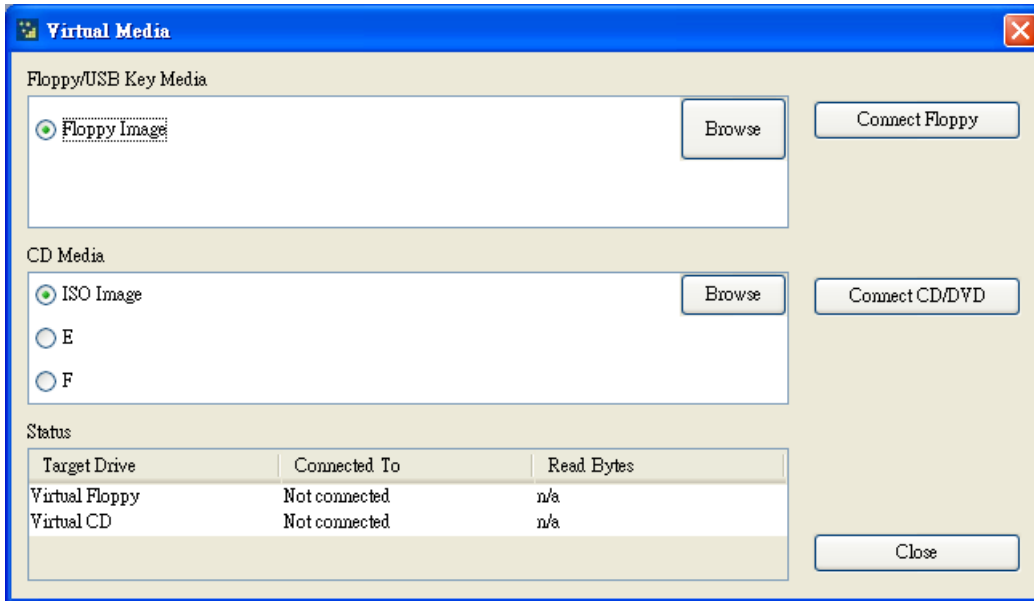 Virtual Media
Floppy/USB Key Media
Floppy Image
Browse
Connect Floppy
CD Media
ISO Image
Browse
Connect CD/DVD
E
F
Status
Target Drive Connected To Read Bytes
Virtual Floppy Not connected n/a
Virtual CD Not connected n/a
Close